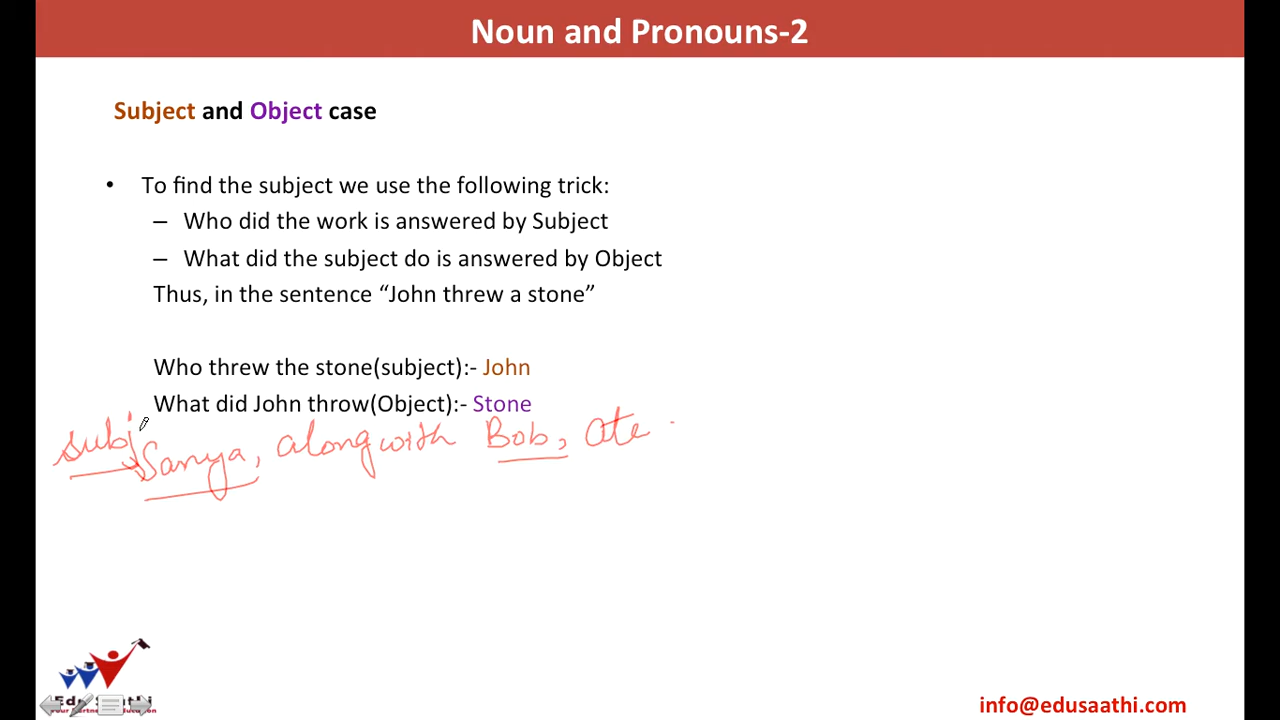 Noun and Pronouns-2
Subject and Object case
• To find the subject we use the following trick:
– Who did the work is answered by Subject
– What did the subject do is answered by Object
Thus, in the sentence “John threw a stone”
Who threw the stone(subject):- John
What did John throw(Object):- Stone
subj
Sanya, along with Bob, ate
info@edusaathi.com